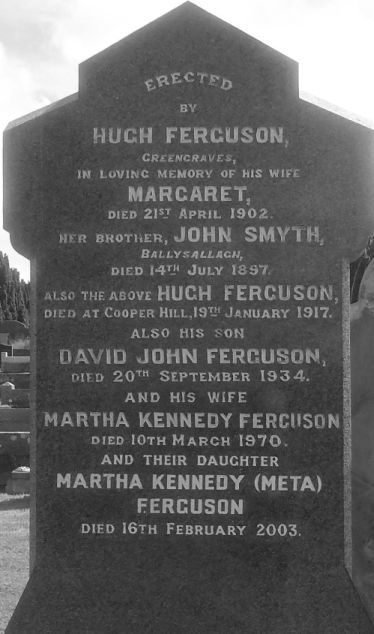 ERECTED
BY
HUGH FERGUSON,
GREENGRAVES,
IN LOVING MEMORY OF HIS WIFE
MARGARET,
DIED 21ST APRIL 1902.
HER BROTHER, JOHN SMYTH,
BALLYSALLAGH,
DIED 14TH JULY 1897.
ALSO THE ABOVE HUGH FERGUSON,
DIED AT COOPER HILL, 19TH JANUARY 1917.
ALSO HIS SON
DAVID JOHN FERGUSON,
DIED 20TH SEPTEMBER 1934.
AND HIS WIFE
MARTHA KENNEDY FERGUSON
DIED 10TH MARCH 1970.
AND THEIR DAUGHTER
MARTHA KENNEDY (META)
FERGUSON
DIED 16TH FEBRUARY 2003.